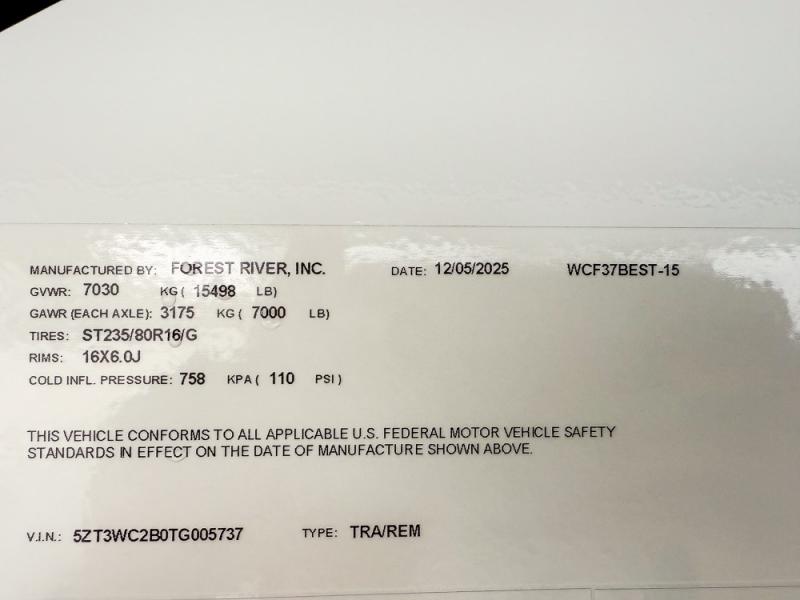 MANUFACTURED BY: FOREST RIVER, INC. DATE: 12/05/2025 WCF37BEST-15
GVWR: 7030 KG ( 15498 LB)
GAWR (EACH AXLE): 3175 KG ( 7000 LB)
TIRES: ST235/80R16/G
RIMS: 16X6.0J
COLD INFL. PRESSURE: 758 KPA ( 110 PSI )
THIS VEHICLE CONFORMS TO ALL APPLICABLE U.S. FEDERAL MOTOR VEHICLE SAFETY
STANDARDS IN EFFECT ON THE DATE OF MANUFACTURE SHOWN ABOVE.
V.I.N.: 5ZT3WC2B0TG005737 TYPE: TRA/REM